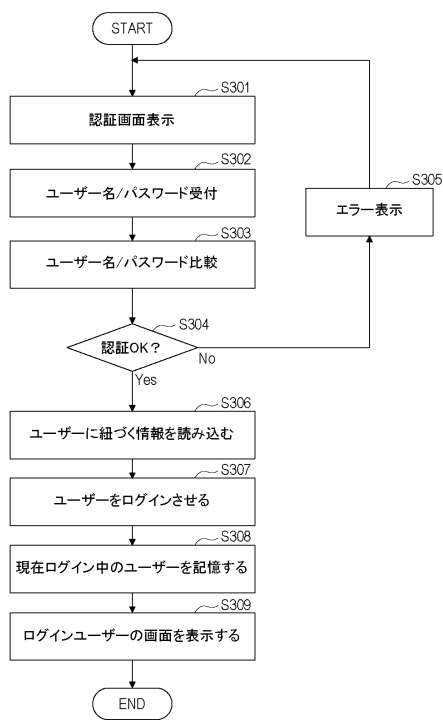 START
S301
認証画面表示
S302
ユーザー名/パスワード受付
S303
ユーザー名/パスワード比較
S304
認証OK?
No
Yes
S305
エラー表示
S306
ユーザーに紐づく情報を読み込む
S307
ユーザーをログインさせる
S308
現在ログイン中のユーザーを記憶する
S309
ログインユーザーの画面を表示する
END